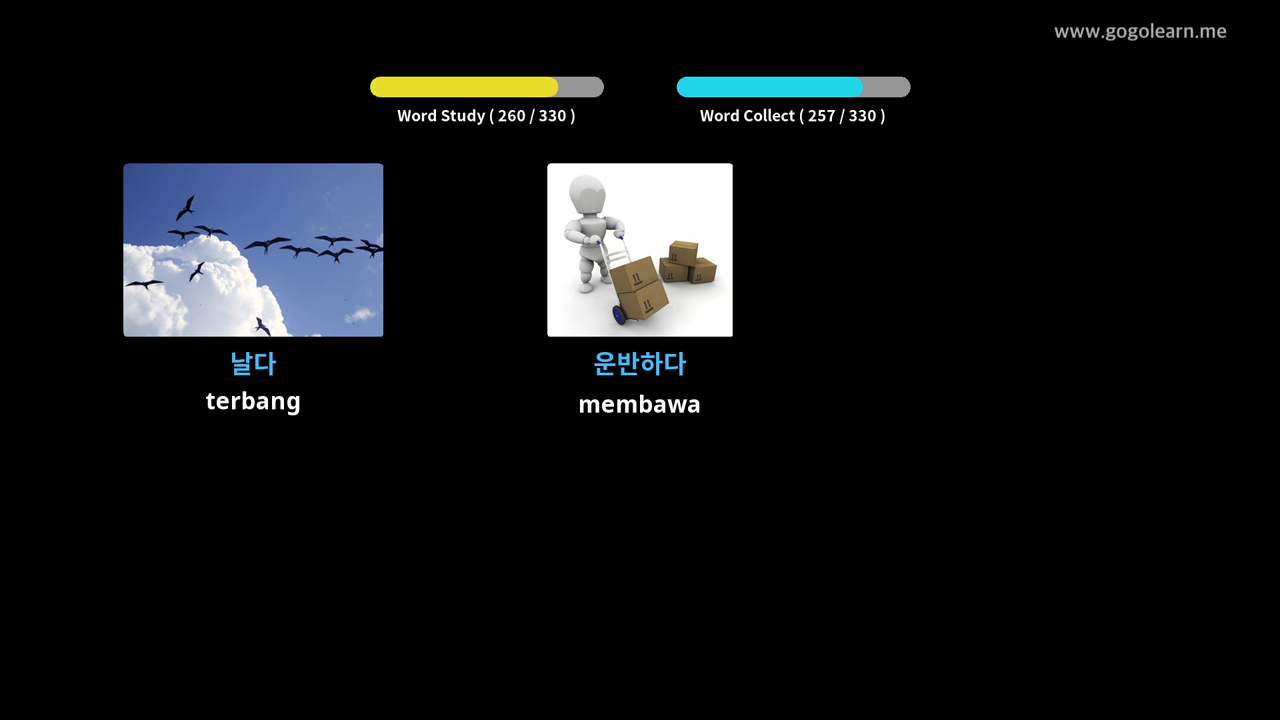 www.gogolearn.me
Word Study ( 260 / 330 )
Word Collect ( 257 / 330 )
날다
terbang
운반하다
membawa